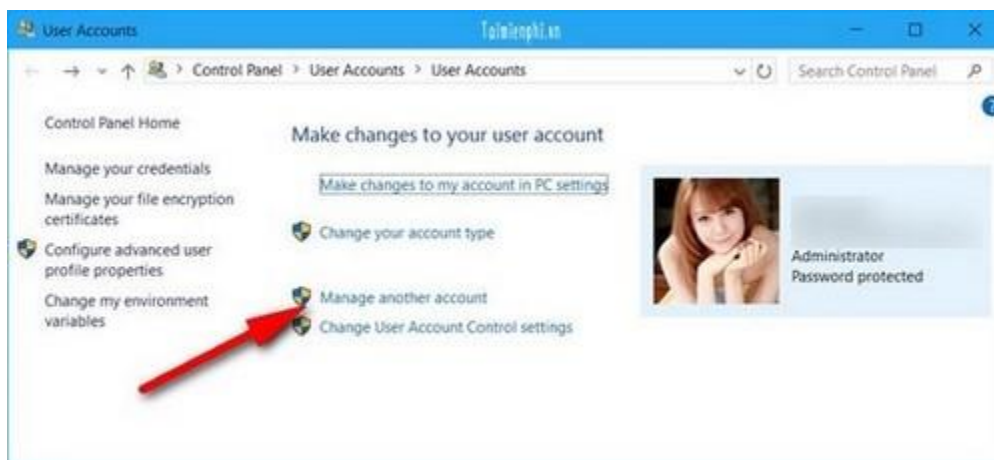 User Accounts
Taimienphi.vn
Control Panel > User Accounts > User Accounts
Search Control Panel
Control Panel Home
Make changes to your user account
Manage your credentials
Make changes to my account in PC settings
Manage your file encryption
certificates
Change your account type
Configure advanced user
profile properties
Administrator
Password protected
Change my environment
variables
Manage another account
Change User Account Control settings